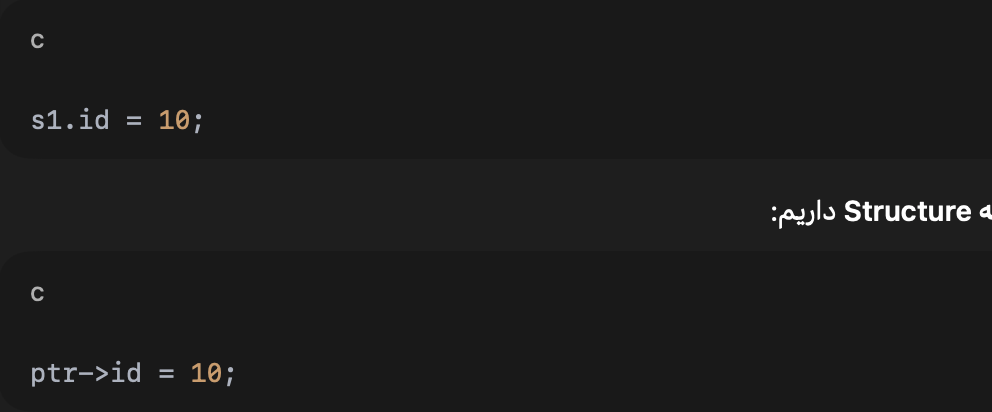 c
s1.id = 10;
Structure داریم:
c
ptr->id = 10;